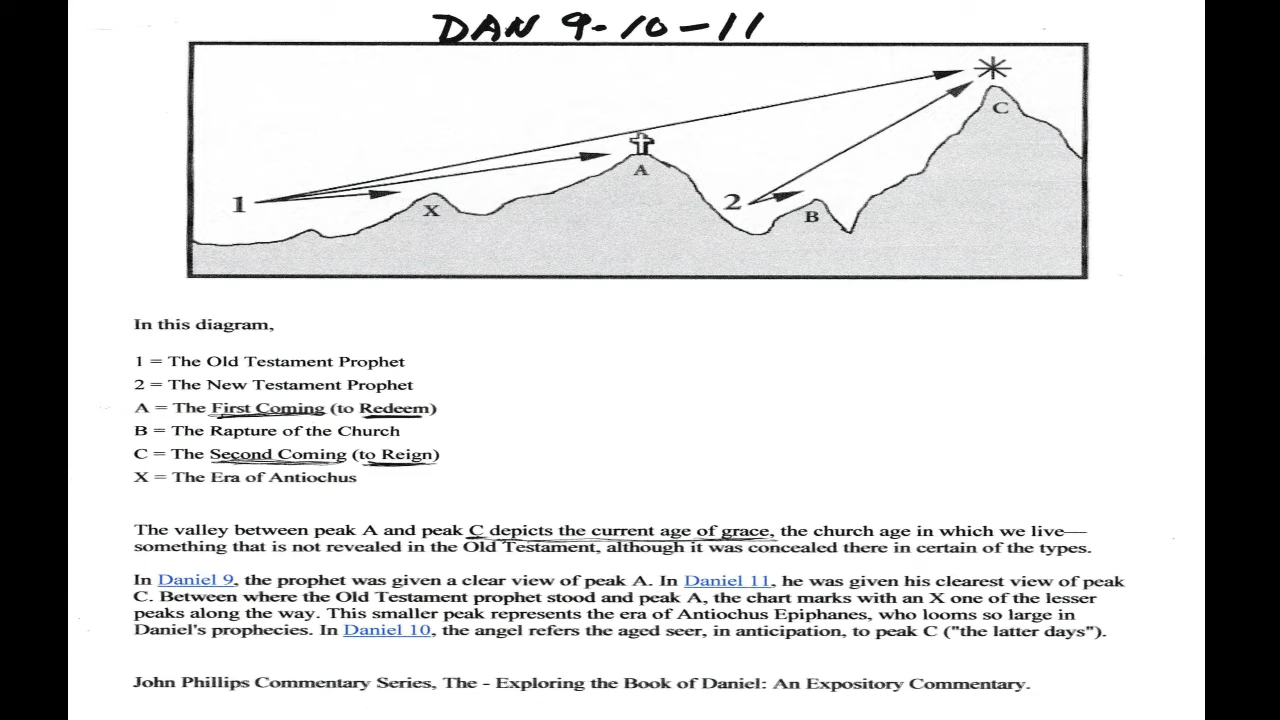 DAN 9-10-11
C
A
1
2
X
B
In this diagram,
1 = The Old Testament Prophet
2 = The New Testament Prophet
A = The First Coming (to Redeem)
B = The Rapture of the Church
C = The Second Coming (to Reign)
X = The Era of Antiochus
The valley between peak A and peak C depicts the current age of grace, the church age in which we live—
something that is not revealed in the Old Testament, although it was concealed there in certain of the types.
In Daniel 9, the prophet was given a clear view of peak A. In Daniel 11, he was given his clearest view of peak
C. Between where the Old Testament prophet stood and peak A, the chart marks with an X one of the lesser
peaks along the way. This smaller peak represents the era of Antiochus Epiphanes, who looms so large in
Daniel's prophecies. In Daniel 10, the angel refers the aged seer, in anticipation, to peak C ("the latter days").
John Phillips Commentary Series, The - Exploring the Book of Daniel: An Expository Commentary.